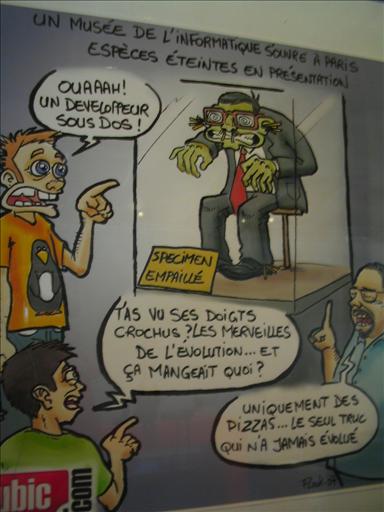 UN MUSÉE DE L'INFORMATIQUE S'OUVRE À PARIS
ESPÈCES ÉTEINTES EN PRÉSENTATION
OUAAAH!
UN DEVELOPPEUR
SOUS DOS!
SPECIMEN
EMPAILLÉ
T'AS VU SES DOIGTS
CROCHUS? LES MERVEILLES
DE L'ÉVOLUTION... ET
ÇA MANGEAIT QUOI?
UNIQUEMENT DES
PIZZAS... LE SEUL TRUC
QUI N'A JAMAIS ÉVOLUÉ
ubic
.com